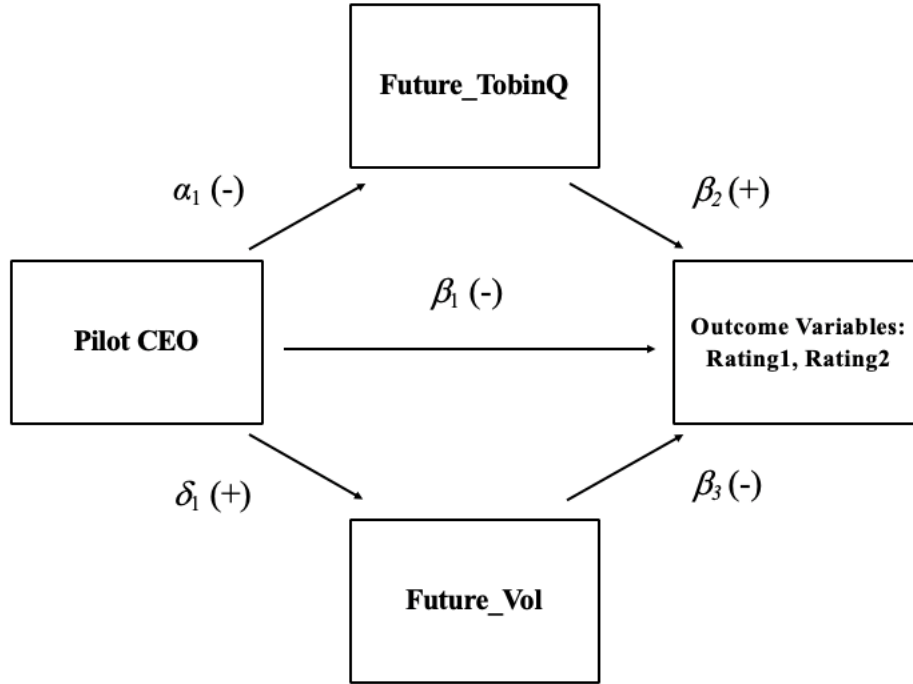 Future_TobinQ
α₁ (-)
β₂ (+)
Pilot CEO
β₁ (-)
Outcome Variables:
Rating1, Rating2
δ₁ (+)
β₃ (-)
Future_Vol